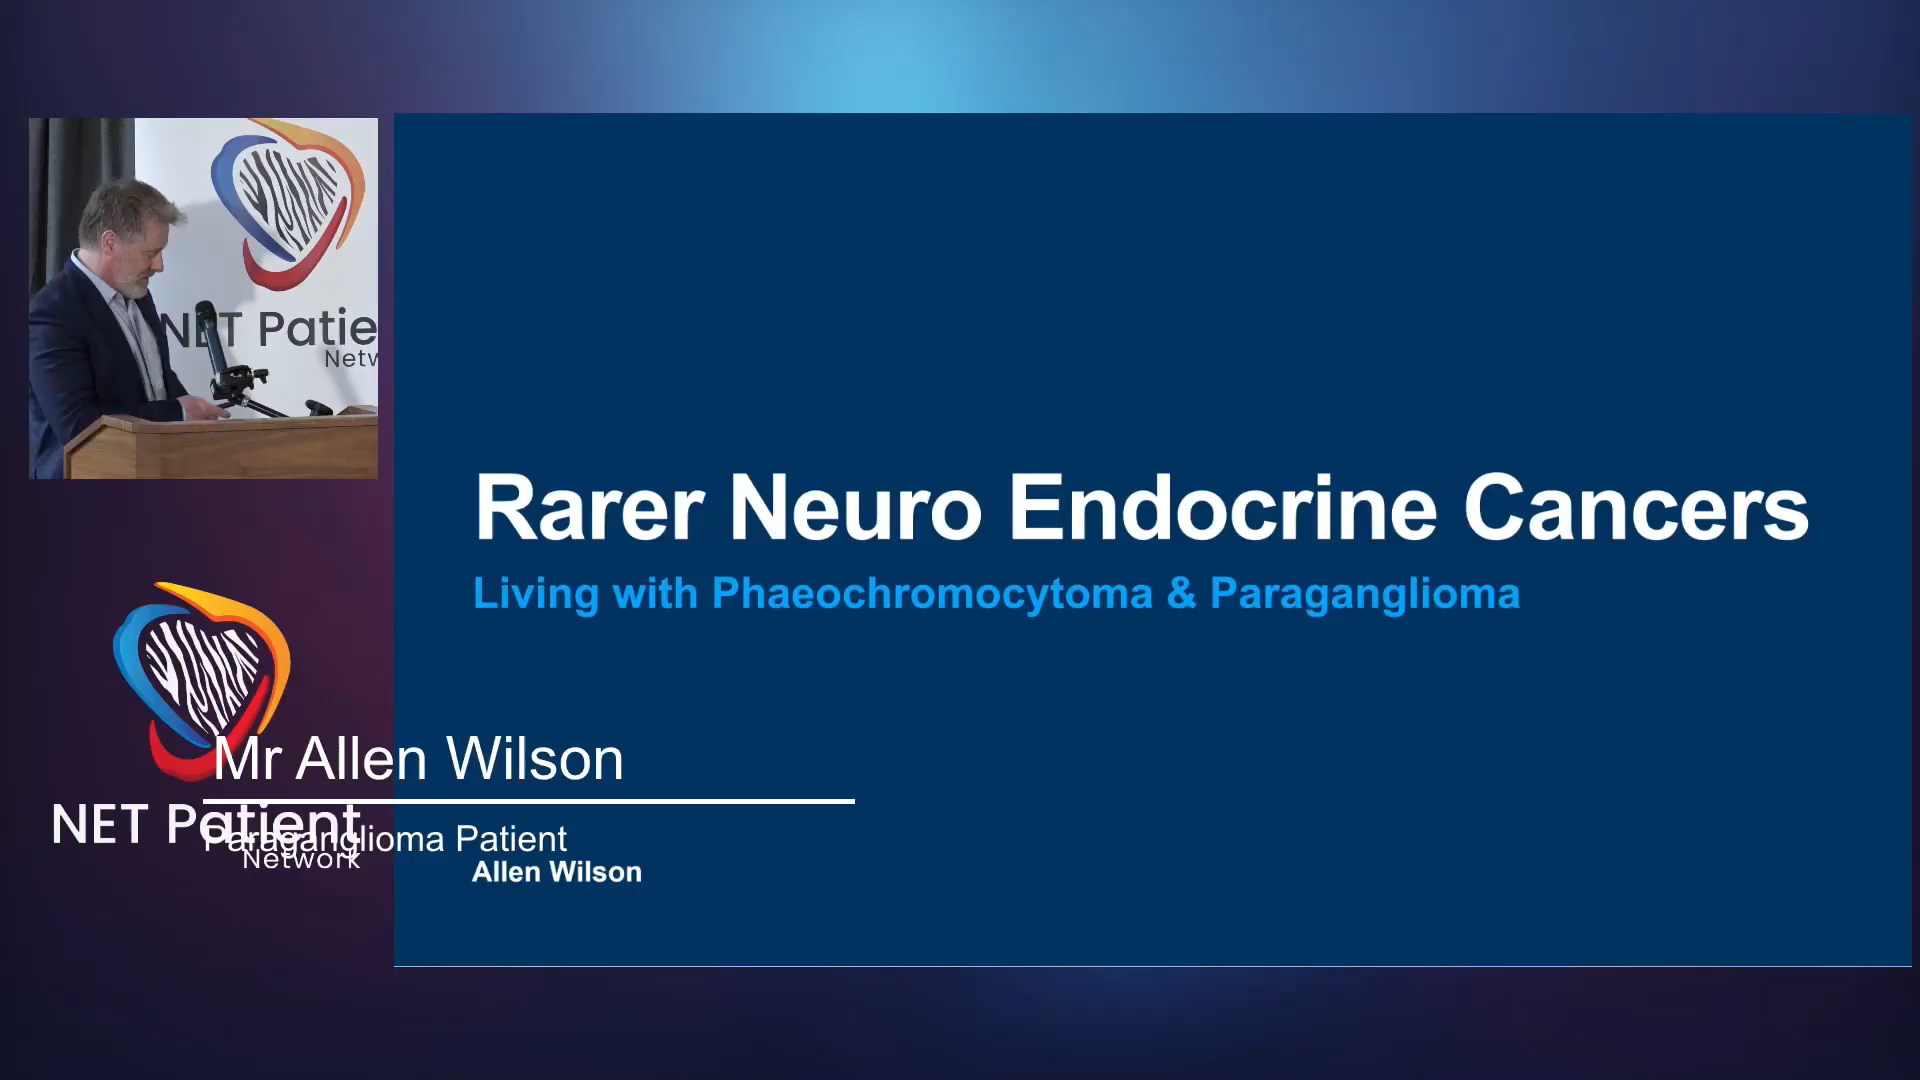 NET Patie
Netw
Rarer Neuro Endocrine Cancers
Living with Phaeochromocytoma & Paraganglioma
Mr Allen Wilson
NET Patient
Network
Paraganglioma Patient
Allen Wilson